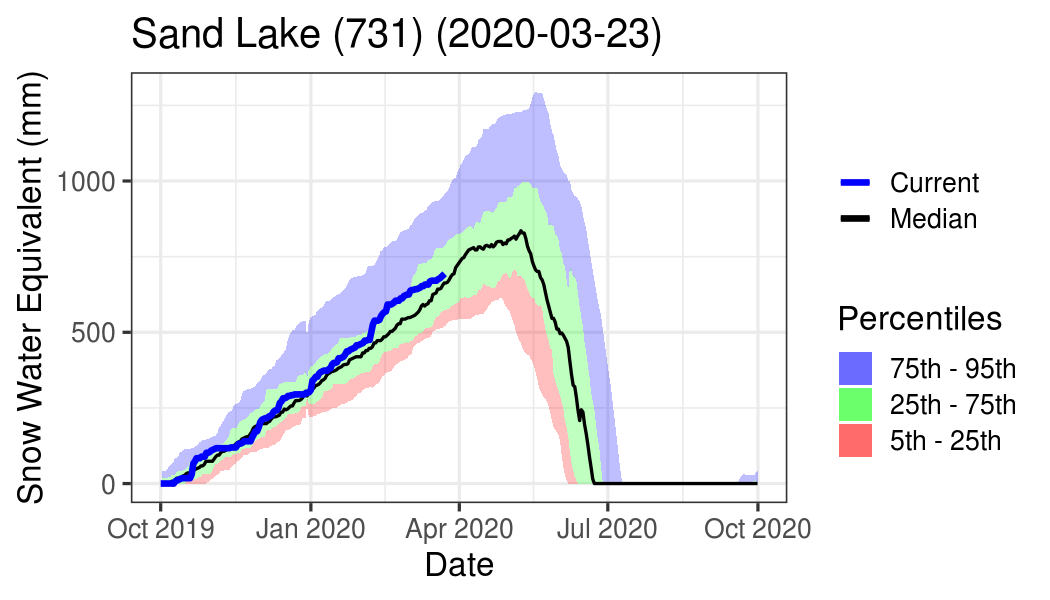 Sand Lake (731) (2020-03-23)
Snow Water Equivalent (mm)
1000
500
0
Oct 2019 Jan 2020 Apr 2020 Jul 2020 Oct 2020
Date
Current
Median
Percentiles
75th - 95th
25th - 75th
5th - 25th